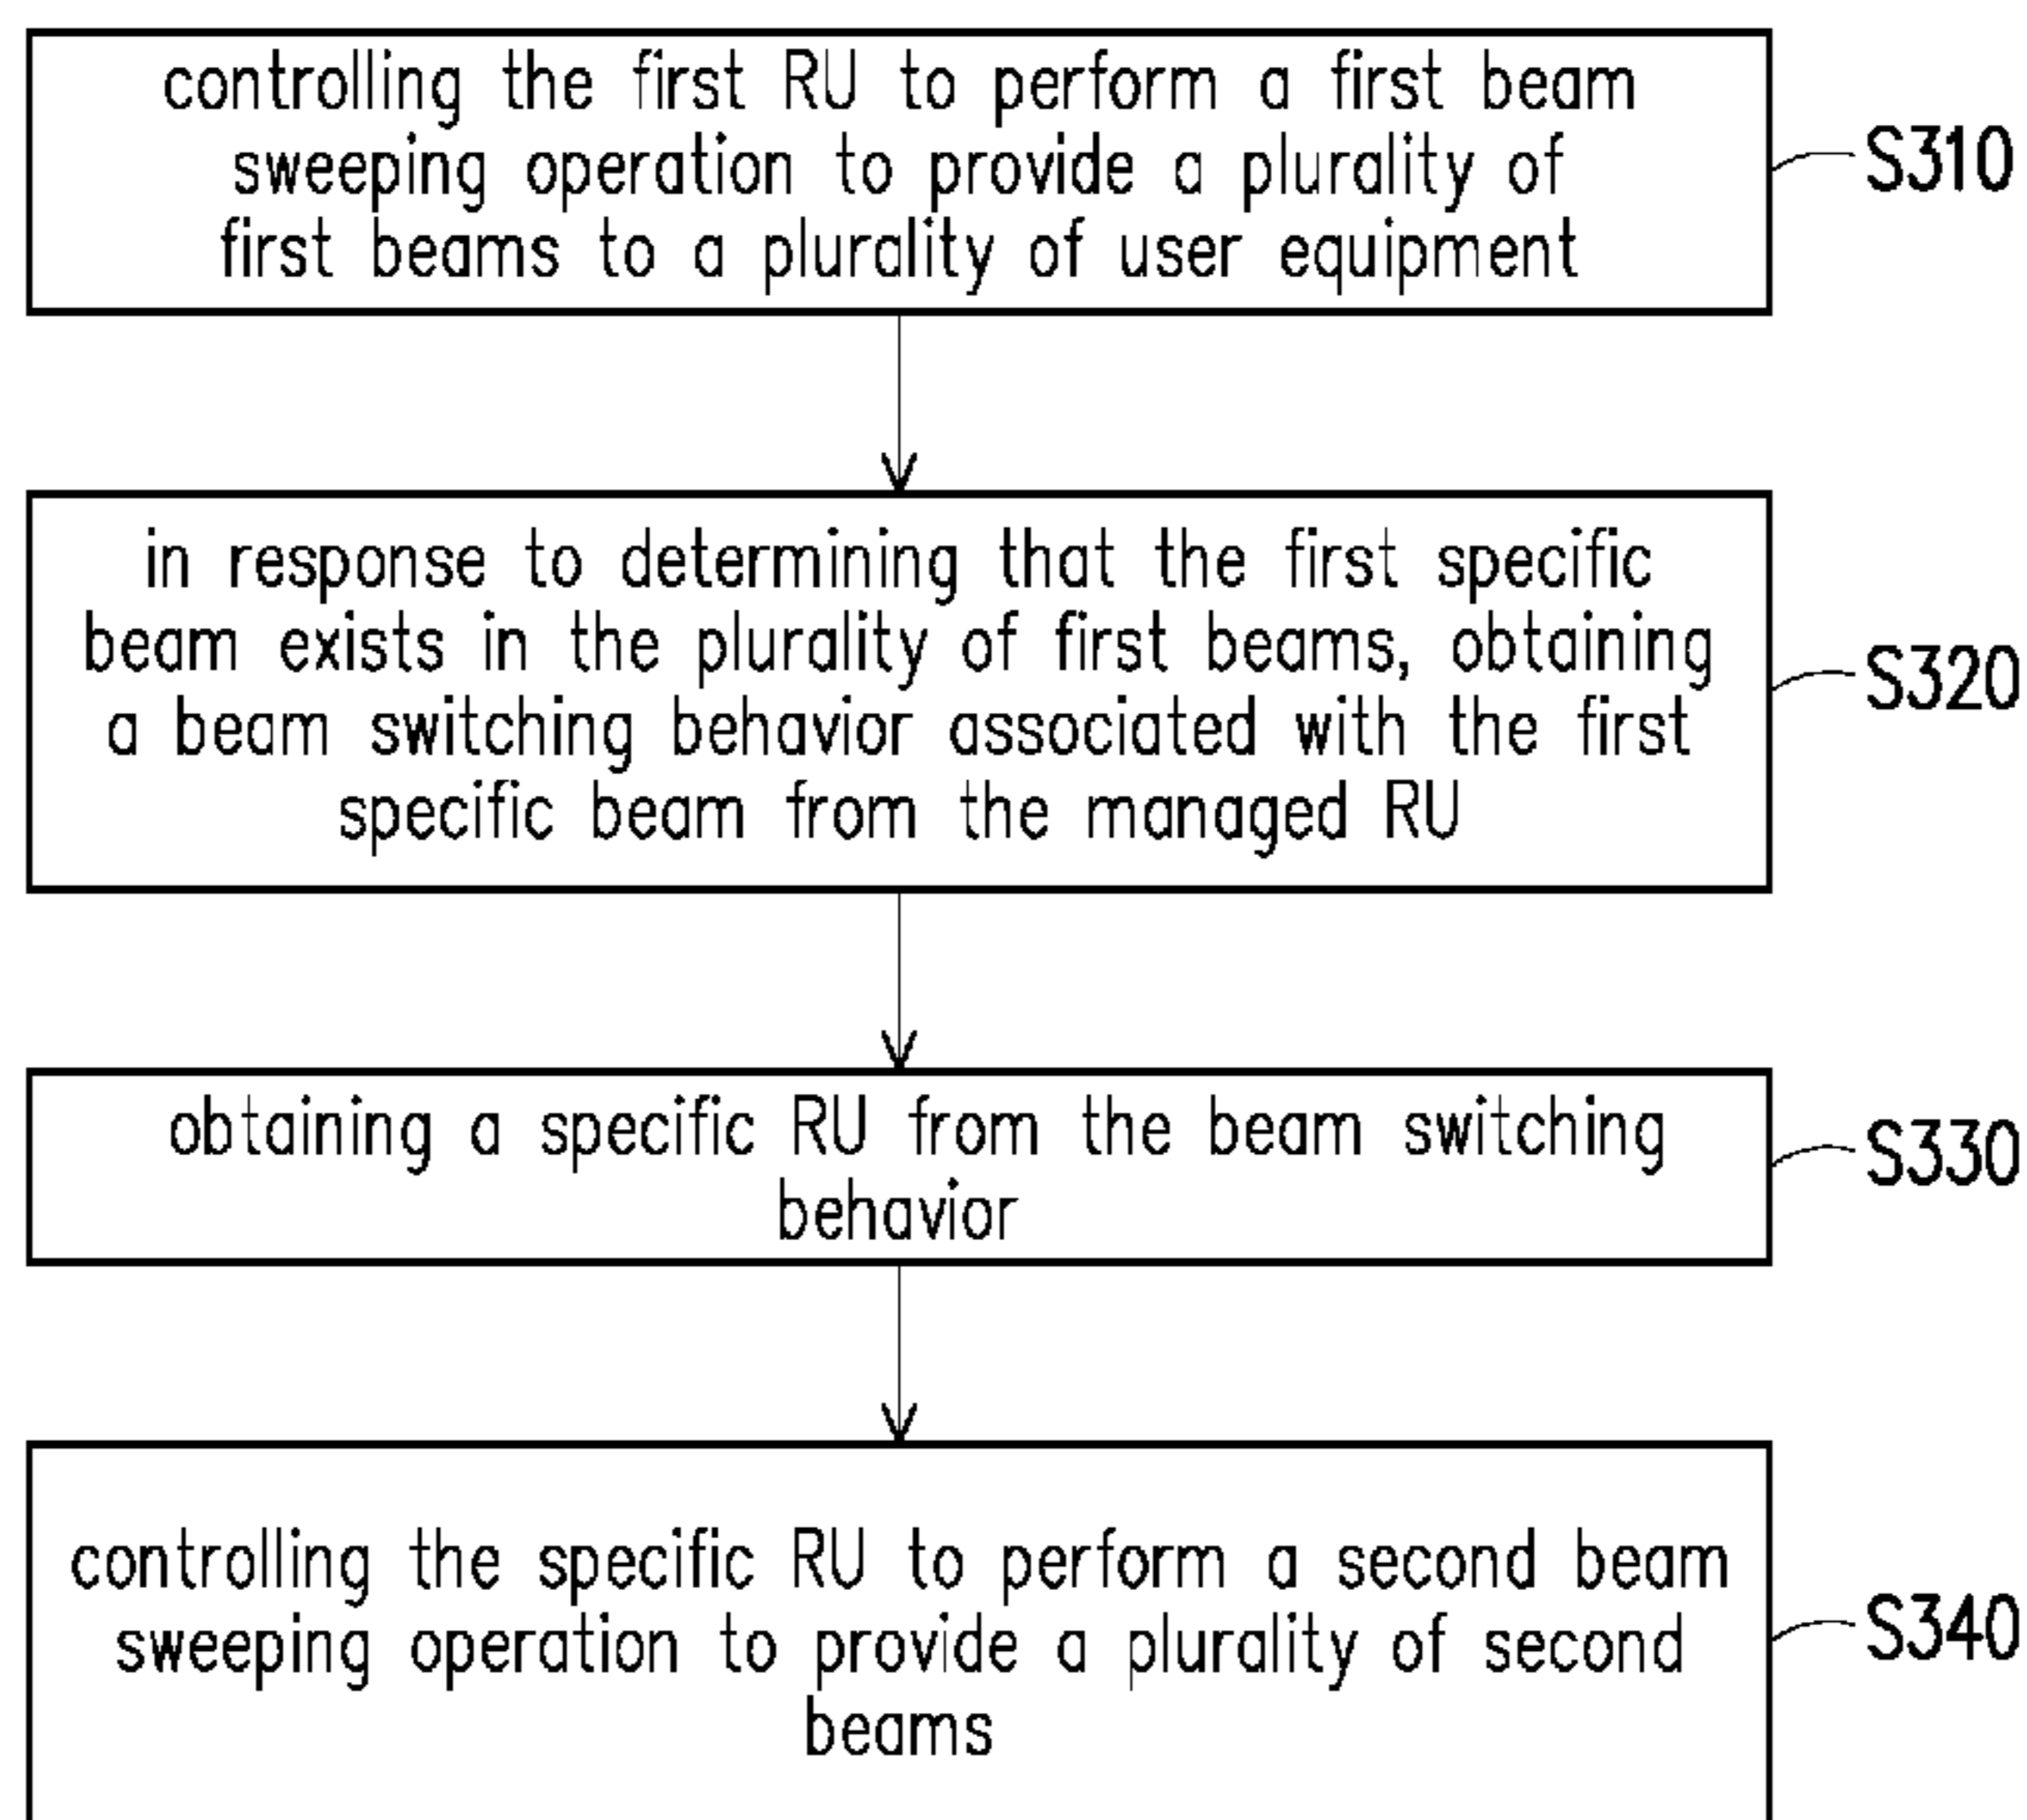 controlling the first RU to perform a first beam
sweeping operation to provide a plurality of
first beams to a plurality of user equipment
S310
in response to determining that the first specific
beam exists in the plurality of first beams, obtaining
a beam switching behavior associated with the first
specific beam from the managed RU
S320
obtaining a specific RU from the beam switching
behavior
S330
controlling the specific RU to perform a second beam
sweeping operation to provide a plurality of second
beams
S340